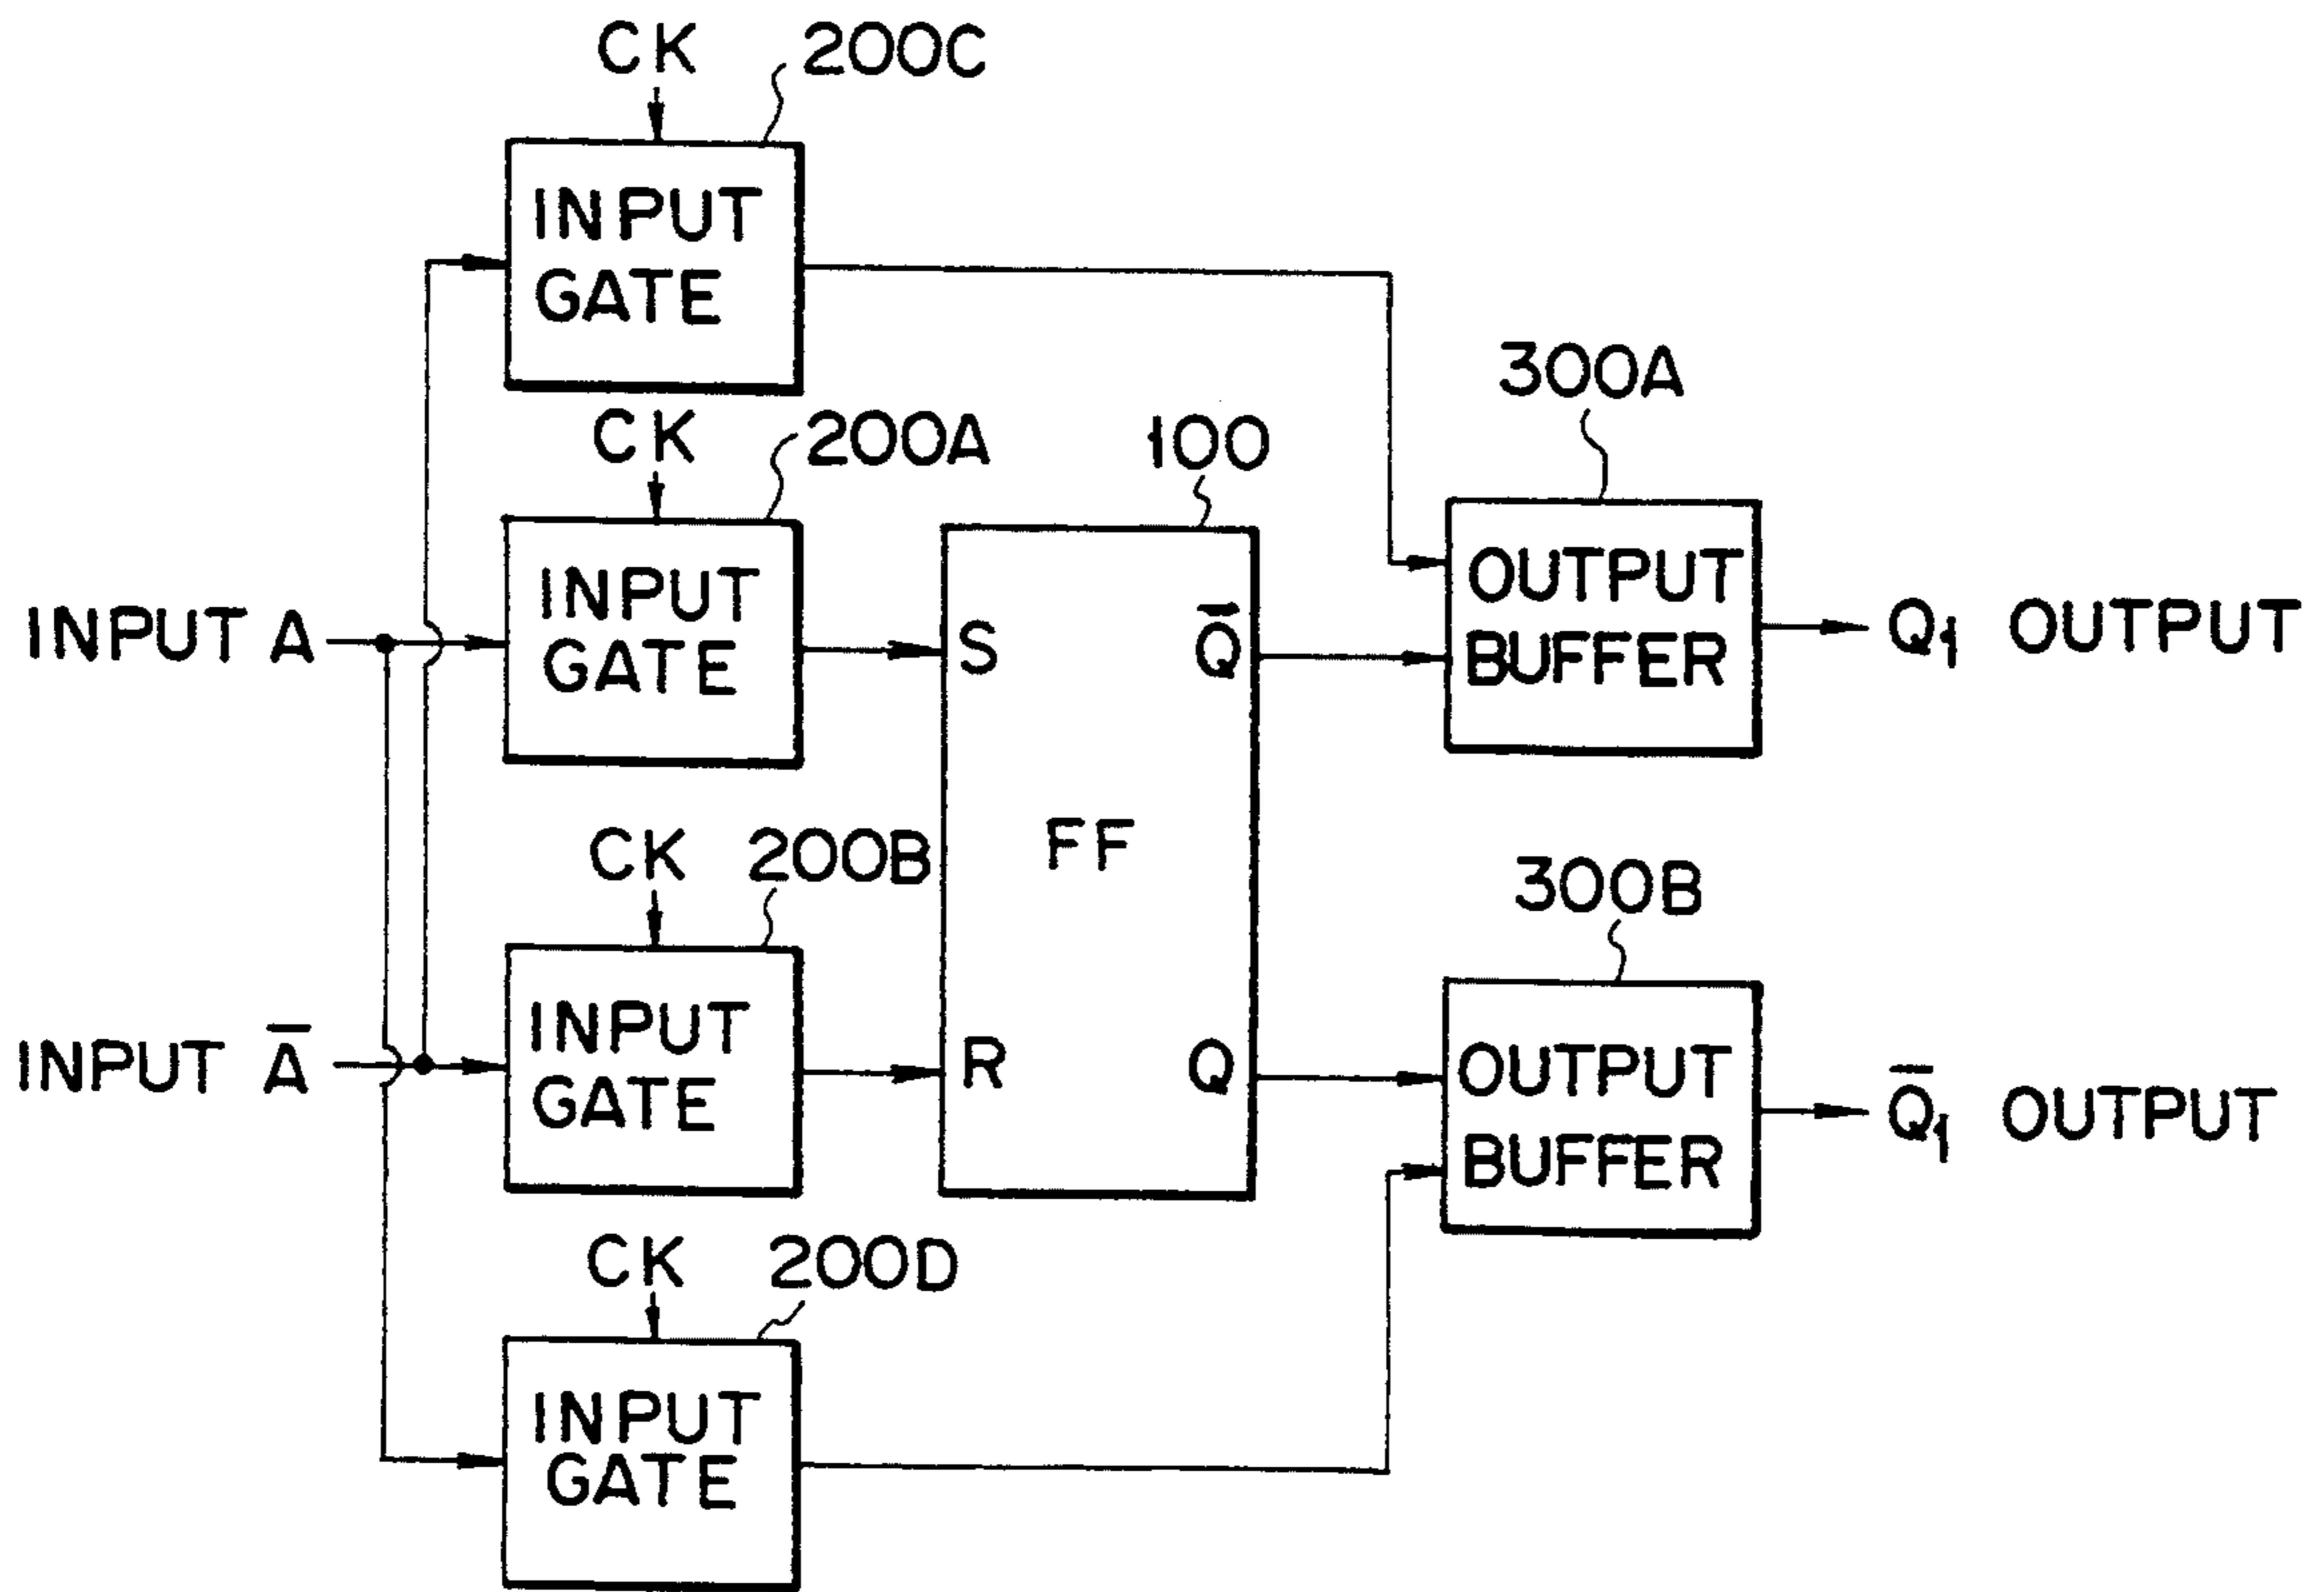 CK 200C
INPUT
GATE
300A
CK 200A
100
INPUT
GATE
OUTPUT
BUFFER
INPUT A
S
Q̅
Q₁ OUTPUT
CK 200B
FF
300B
INPUT
GATE
INPUT A̅
R
Q
OUTPUT
BUFFER
Q̅₁ OUTPUT
CK 200D
INPUT
GATE